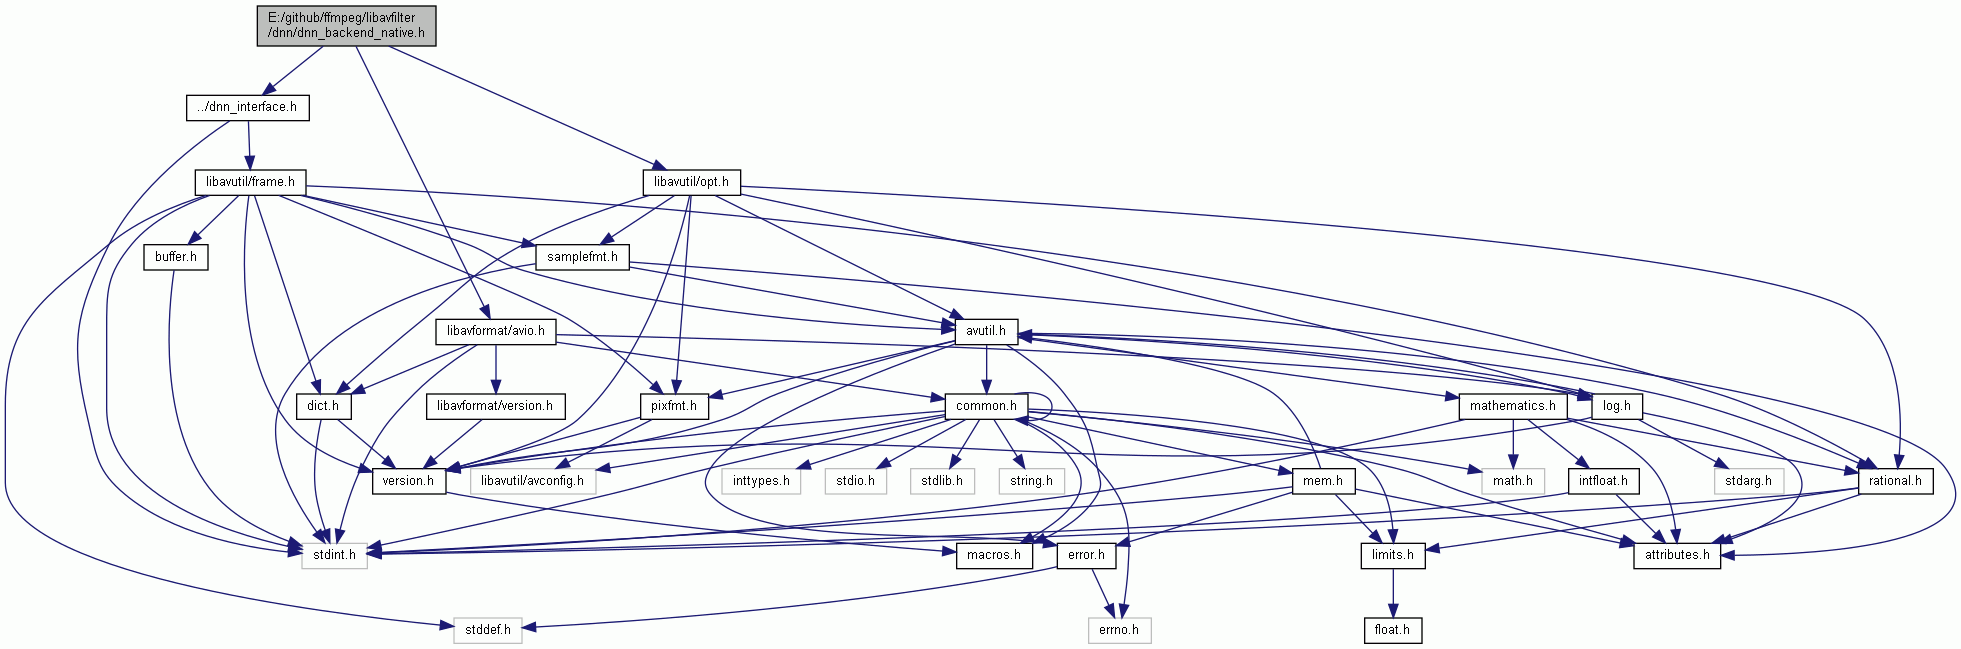 E:/github/ffmpeg/libavfilter
/dnn/dnn_backend_native.h
../dnn_interface.h
libavutil/frame.h
libavutil/opt.h
buffer.h
samplefmt.h
libavformat/avio.h
avutil.h
dict.h
libavformat/version.h
pixfmt.h
common.h
mathematics.h
log.h
version.h
libavutil/avconfig.h
inttypes.h
stdio.h
stdlib.h
string.h
mem.h
math.h
intfloat.h
stdarg.h
rational.h
stdint.h
macros.h
error.h
limits.h
attributes.h
stddef.h
errno.h
float.h